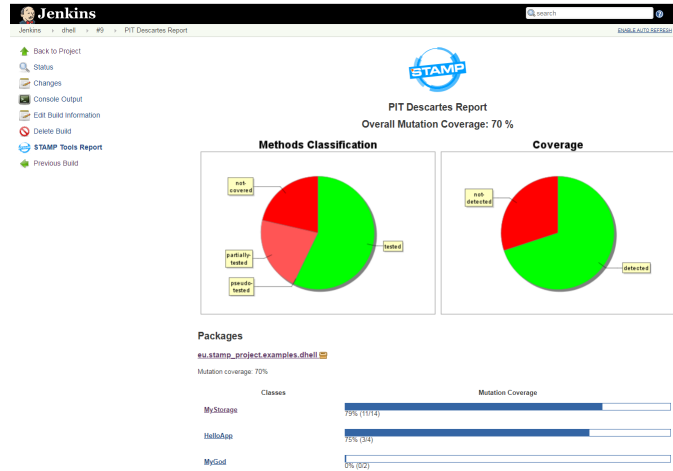 Jenkins
search
Jenkins › dhell › #9 › PIT Descartes Report
ENABLE AUTO REFRESH
Back to Project
Status
Changes
Console Output
Edit Build Information
Delete Build
STAMP Tools Report
Previous Build
STAMP
PIT Descartes Report
Overall Mutation Coverage: 70 %
Methods Classification
not-
covered
partially-
tested
pseudo-
tested
tested
Coverage
not-
detected
detected
Packages
eu.stamp_project.examples.dhell
Mutation coverage: 70%
Classes Mutation Coverage
MyStorage
79% (11/14)
HelloApp
75% (3/4)
MyGod
0% (0/2)